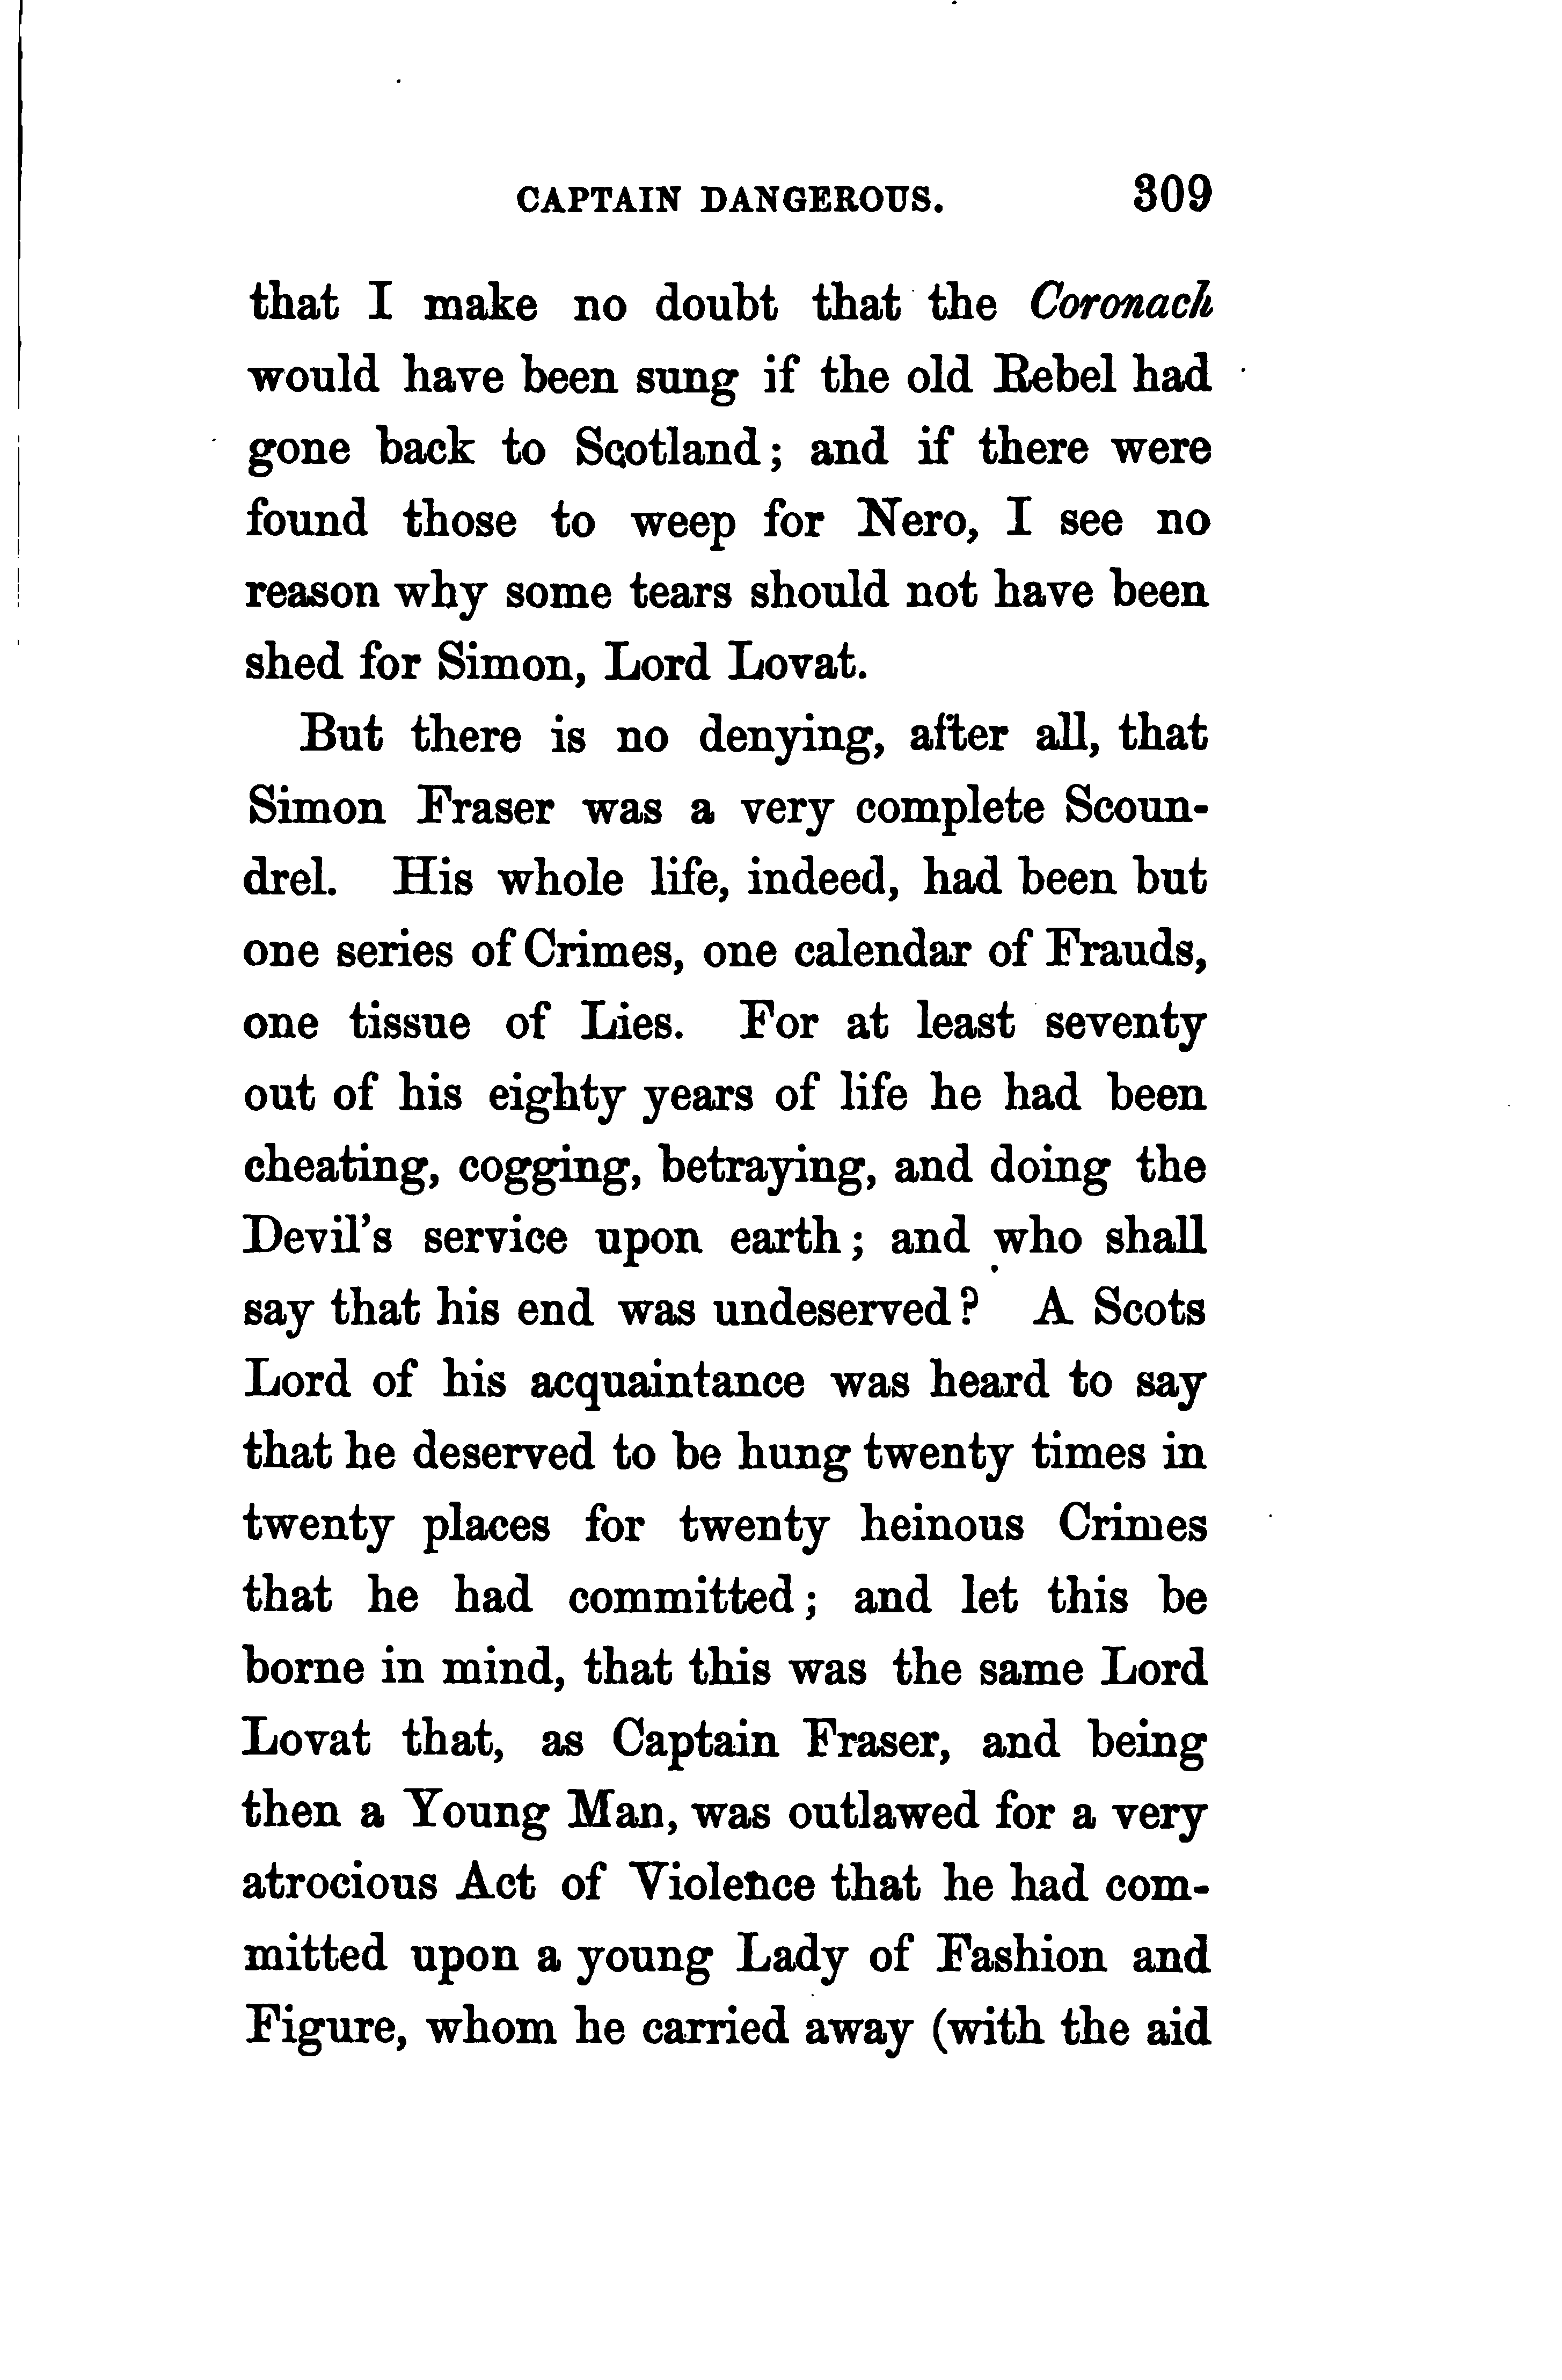 CAPTAIN DANGEROUS. 309
that I make no doubt that the Coronach
would have been sung if the old Rebel had
gone back to Scotland; and if there were
found those to weep for Nero, I see no
reason why some tears should not have been
shed for Simon, Lord Lovat.
But there is no denying, after all, that
Simon Fraser was a very complete Scoun-
drel. His whole life, indeed, had been but
one series of Crimes, one calendar of Frauds,
one tissue of Lies. For at least seventy
out of his eighty years of life he had been
cheating, cogging, betraying, and doing the
Devil's service upon earth; and who shall
say that his end was undeserved? A Scots
Lord of his acquaintance was heard to say
that he deserved to be hung twenty times in
twenty places for twenty heinous Crimes
that he had committed; and let this be
borne in mind, that this was the same Lord
Lovat that, as Captain Fraser, and being
then a Young Man, was outlawed for a very
atrocious Act of Violence that he had com-
mitted upon a young Lady of Fashion and
Figure, whom he carried away (with the aid